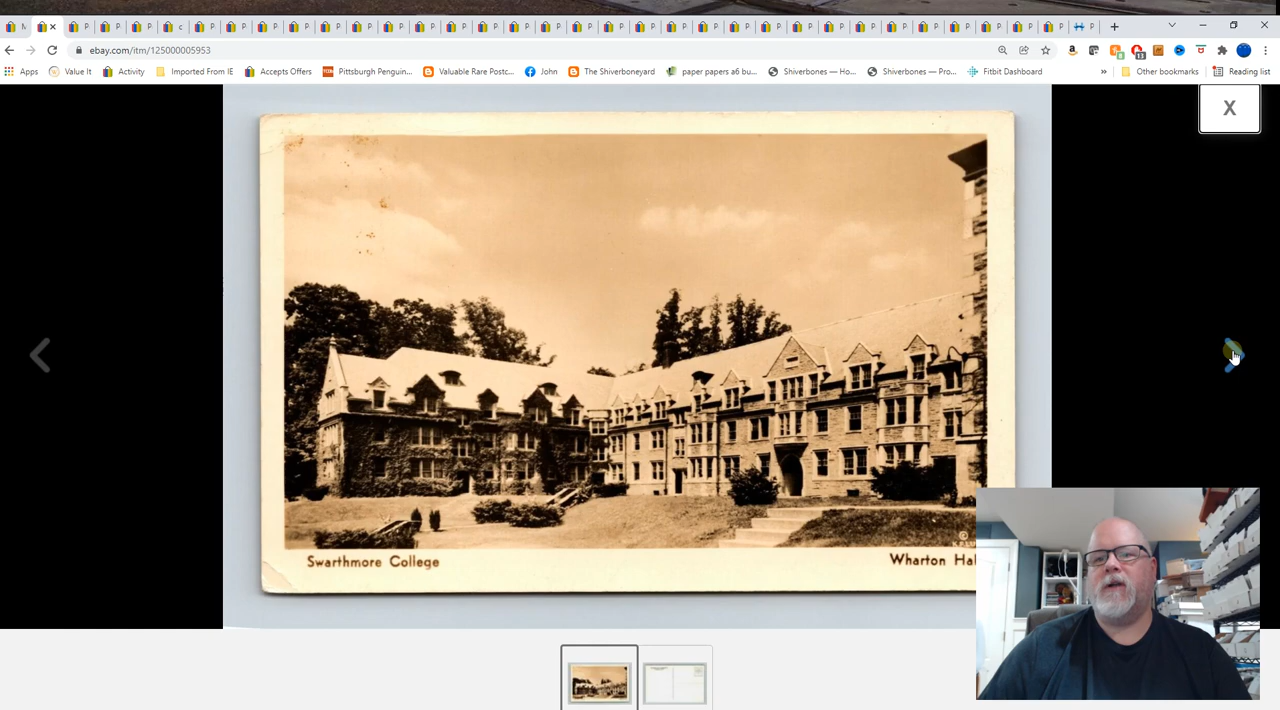 ebay.com/itm/125000005953
Apps Value It Activity Imported From IE Accepts Offers Pittsburgh Penguin... Valuable Rare Postc... John The Shiverboneyard paper papers a6 bu... Shiverbones — Ho... Shiverbones — Pro... Fitbit Dashboard » Other bookmarks Reading list
X
Swarthmore College Wharton Hal